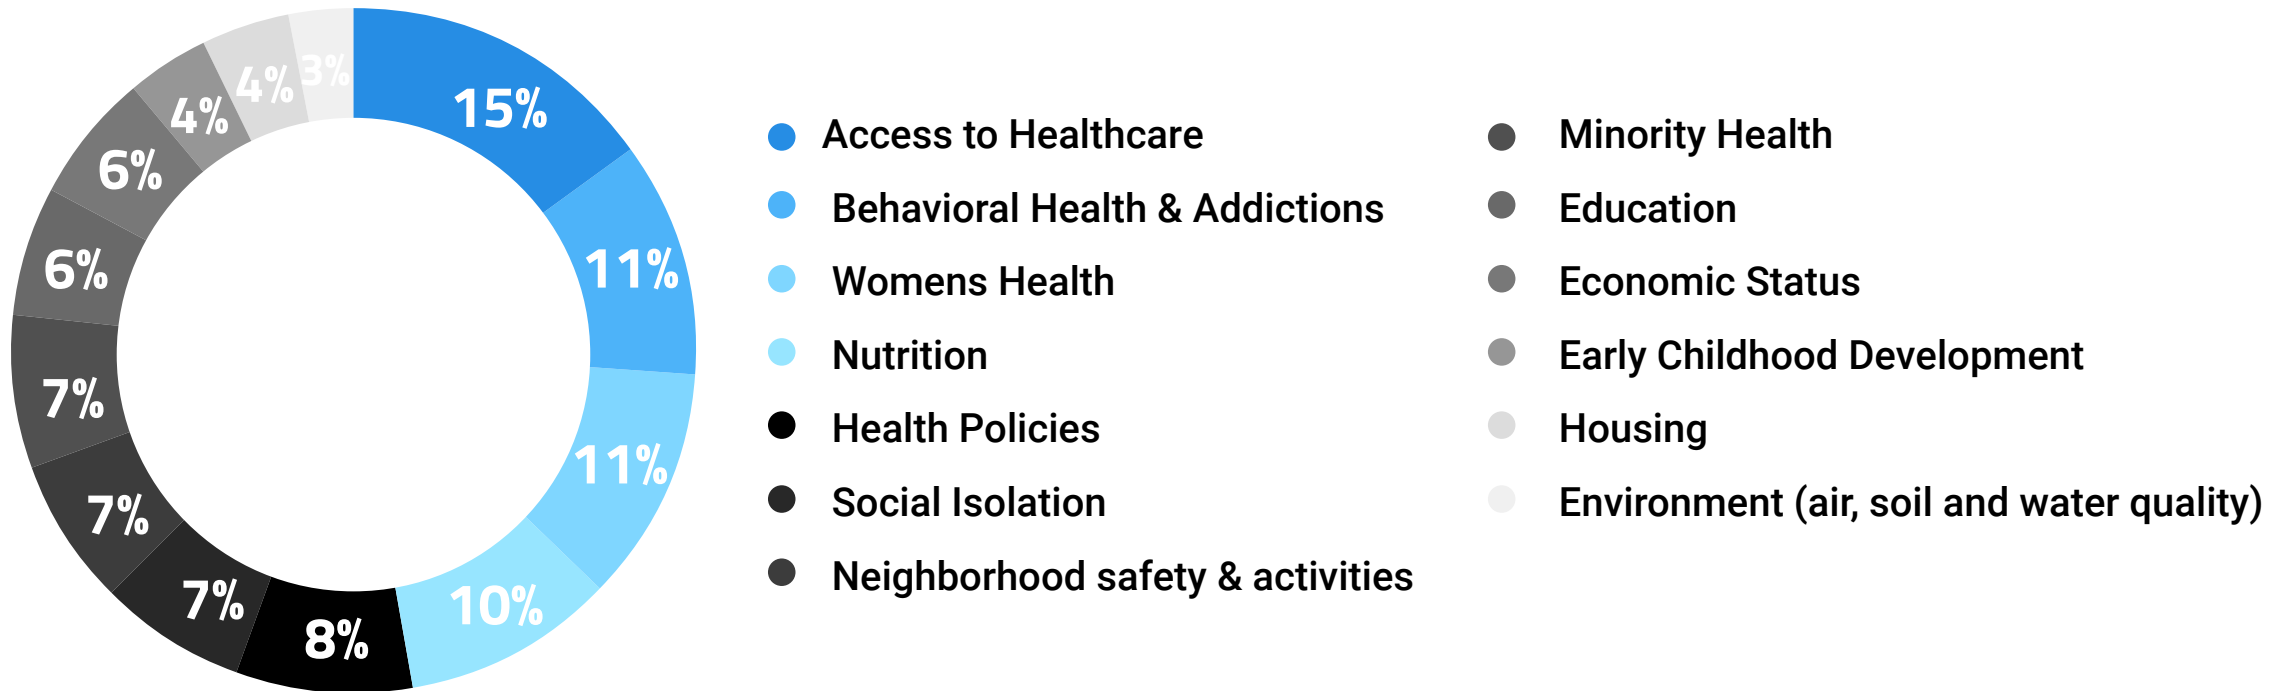 15%
11%
11%
10%
8%
7%
7%
7%
6%
6%
4%
4%
3%
Access to Healthcare
Behavioral Health & Addictions
Womens Health
Nutrition
Health Policies
Social Isolation
Neighborhood safety & activities
Minority Health
Education
Economic Status
Early Childhood Development
Housing
Environment (air, soil and water quality)